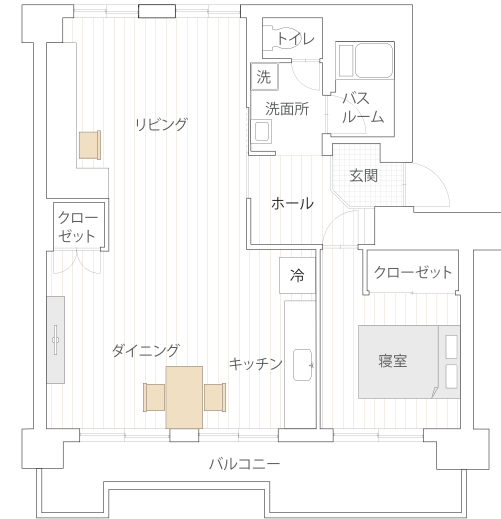 トイレ
洗
洗面所
バス
ルーム
リビング
玄関
ホール
クロー
ゼット
冷
クローゼット
ダイニング
キッチン
寝室
バルコニー